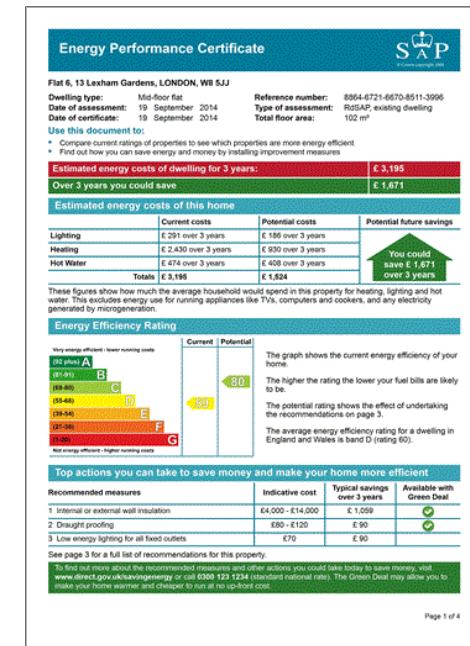 Energy Performance Certificate
SAP
Flat 6, 13 Lexham Gardens, LONDON, W8 5JJ
Dwelling type: Mid-floor flat Reference number: 8864-6721-6670-8511-3996
Date of assessment: 19 September 2014 Type of assessment: RdSAP, existing dwelling
Date of certificate: 19 September 2014 Total floor area: 102 m²
Use this document to:
• Compare current ratings of properties to see which properties are more energy efficient
• Find out how you can save energy and money by installing improvement measures
Estimated energy costs of dwelling for 3 years: £ 3,195
Over 3 years you could save £ 1,671
Estimated energy costs of this home
Current costs Potential costs Potential future savings
Lighting £ 291 over 3 years £ 186 over 3 years
Heating £ 2,430 over 3 years £ 930 over 3 years
Hot Water £ 474 over 3 years £ 408 over 3 years
Totals £ 3,195 £ 1,524
You could
save £ 1,671
over 3 years
These figures show how much the average household would spend in this property for heating, lighting and hot
water. This excludes energy use for running appliances like TVs, computers and cookers, and any electricity
generated by microgeneration.
Energy Efficiency Rating
Current Potential
Very energy efficient - lower running costs
(92 plus) A
(81-91) B
(69-80) C
(55-68) D
(39-54) E
(21-38) F
(1-20) G
Not energy efficient - higher running costs
59
80
The graph shows the current energy efficiency of your
home.
The higher the rating the lower your fuel bills are likely
to be.
The potential rating shows the effect of undertaking
the recommendations on page 3.
The average energy efficiency rating for a dwelling in
England and Wales is band D (rating 60).
Top actions you can take to save money and make your home more efficient
Recommended measures Indicative cost Typical savings over 3 years Available with Green Deal
1 Internal or external wall insulation £4,000 - £14,000 £ 1,059
2 Draught proofing £80 - £120 £ 90
3 Low energy lighting for all fixed outlets £70 £ 90
See page 3 for a full list of recommendations for this property.
To find out more about the recommended measures and other actions you could take today to save money, visit
www.direct.gov.uk/savingenergy or call 0300 123 1234 (standard national rate). The Green Deal may allow you to
make your home warmer and cheaper to run at no up-front cost.
Page 1 of 4